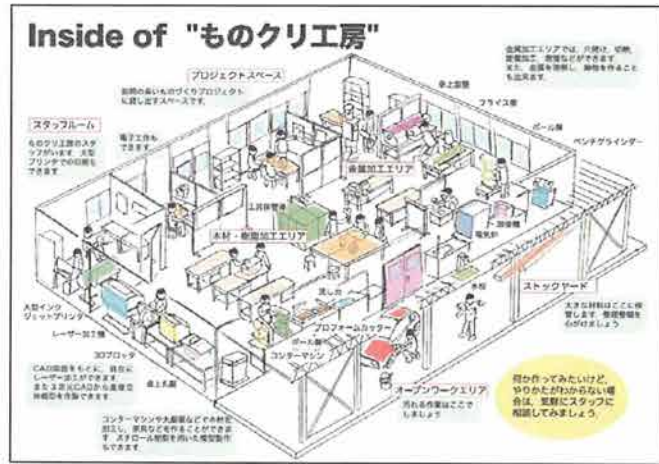 Inside of "ものクリ工房"
プロジェクトスペース
期間の長いものづくりプロジェクト
に貸し出すスペースです。
金属加工エリアでは、穴開け、切断、
また、金属を溶解し、鋳物を作ることも
出来ます。
卓上旋盤
フライス盤
ボール盤
ベンチグラインダー
スタッフルーム
ものクリ工房のスタ
ッフがいます 大型
プリンタでの印刷も
できます
電子工作も
できます。
金属加工エリア
工具保管庫
木材・樹脂加工エリア
溶接機
電気炉
水栓
ストックヤード
大きな材料はここに保
管します 整理整頓を
心がけましょう
流し台
大型インク
ジェットプリンター
レーザー加工機
3Dプロッタ
卓上丸鋸
ボール盤
プロフォームカッター
コンターマシン
CAD図面をもとに、自在に
レーザー加工ができます
また3次元CADから直接立
体模型を作製できます
オープンワークエリア
汚れる作業はここで
しましょう
コンターマシンや丸鋸盤などで木材を
加工し、家具などを作ることができま
す スチロール樹脂を用いた模型製作
もできます
何か作ってみたいけど、
やりかたがわからない場
合は、気軽にスタッフに
相談してみましょう